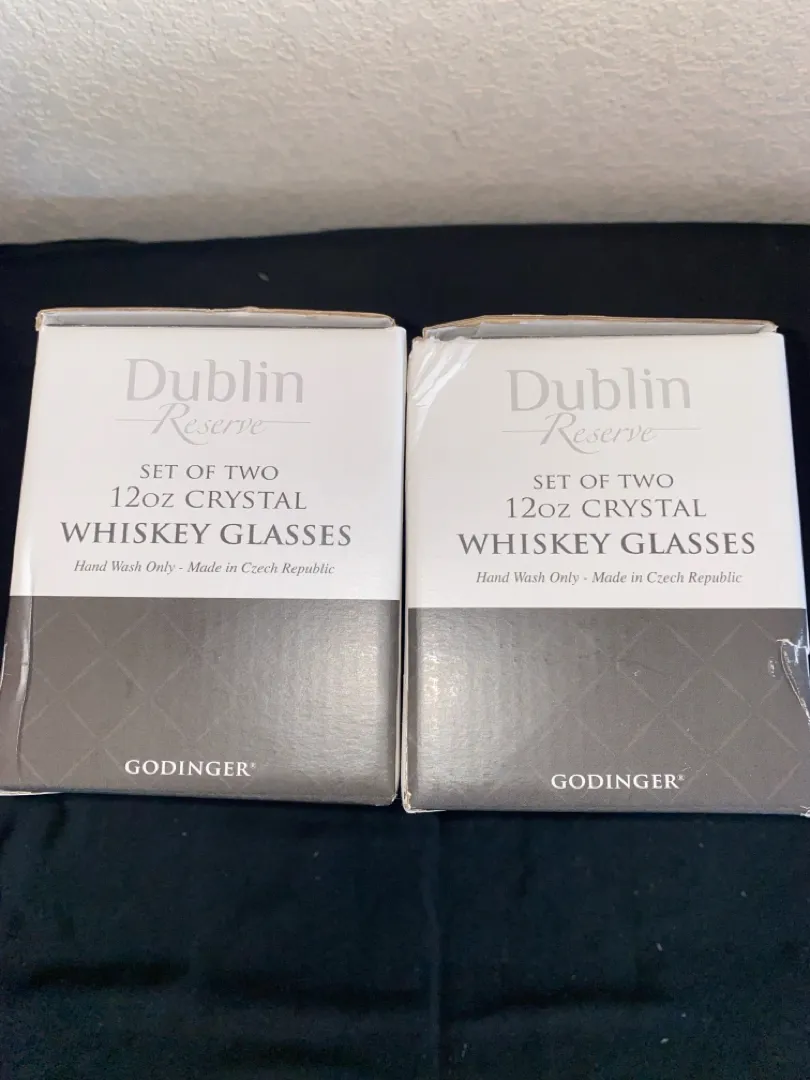 Dublin
Reserve
SET OF TWO
12oz CRYSTAL
WHISKEY GLASSES
Hand Wash Only - Made in Czech Republic
GODINGER®
Dublin
Reserve
SET OF TWO
12oz CRYSTAL
WHISKEY GLASSES
Hand Wash Only - Made in Czech Republic
GODINGER®